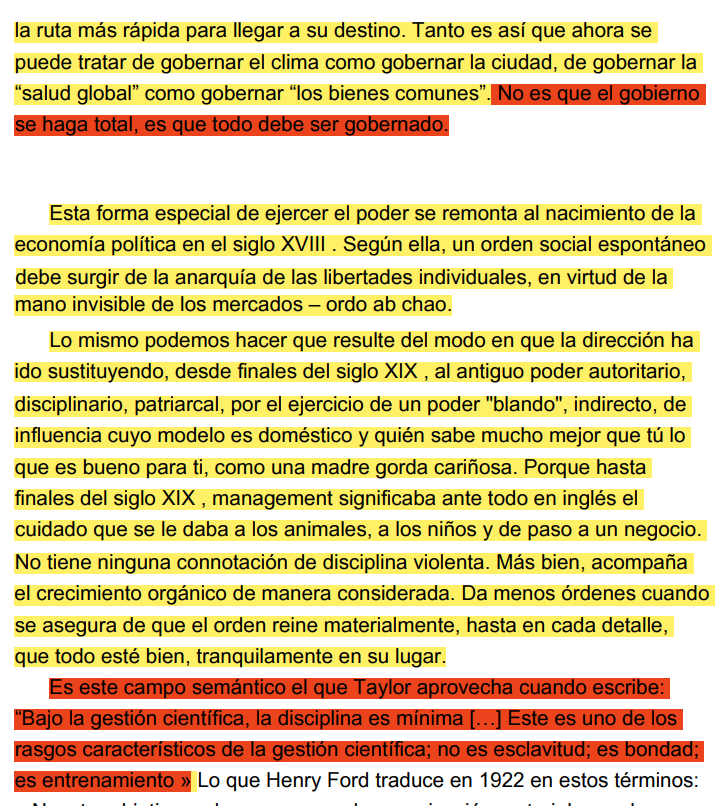 la ruta más rápida para llegar a su destino. Tanto es así que ahora se
puede tratar de gobernar el clima como gobernar la ciudad, de gobernar la
“salud global” como gobernar “los bienes comunes”. No es que el gobierno
se haga total, es que todo debe ser gobernado.
Esta forma especial de ejercer el poder se remonta al nacimiento de la
economía política en el siglo XVIII . Según ella, un orden social espontáneo
debe surgir de la anarquía de las libertades individuales, en virtud de la
mano invisible de los mercados – ordo ab chao.
Lo mismo podemos hacer que resulte del modo en que la dirección ha
ido sustituyendo, desde finales del siglo XIX , al antiguo poder autoritario,
disciplinario, patriarcal, por el ejercicio de un poder "blando", indirecto, de
influencia cuyo modelo es doméstico y quién sabe mucho mejor que tú lo
que es bueno para ti, como una madre gorda cariñosa. Porque hasta
finales del siglo XIX , management significaba ante todo en inglés el
cuidado que se le daba a los animales, a los niños y de paso a un negocio.
No tiene ninguna connotación de disciplina violenta. Más bien, acompaña
el crecimiento orgánico de manera considerada. Da menos órdenes cuando
se asegura de que el orden reine materialmente, hasta en cada detalle,
que todo esté bien, tranquilamente en su lugar.
Es este campo semántico el que Taylor aprovecha cuando escribe:
“Bajo la gestión científica, la disciplina es mínima […] Este es uno de los
rasgos característicos de la gestión científica; no es esclavitud; es bondad;
es entrenamiento » Lo que Henry Ford traduce en 1922 en estos términos: